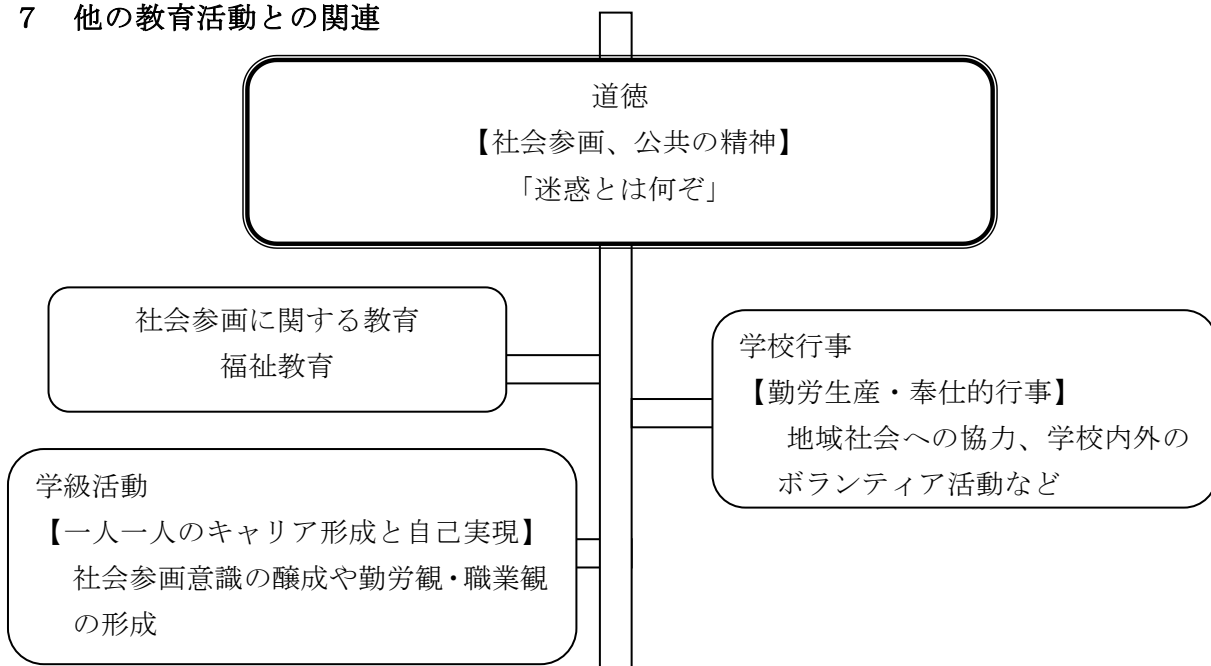 ７　他の教育活動との関連
道徳
【社会参画、公共の精神】
「迷惑とは何ぞ」
社会参画に関する教育
福祉教育
学校行事
【勤労生産・奉仕的行事】
地域社会への協力、学校内外の
ボランティア活動など
学級活動
【一人一人のキャリア形成と自己実現】
社会参画意識の醸成や勤労観・職業観
の形成